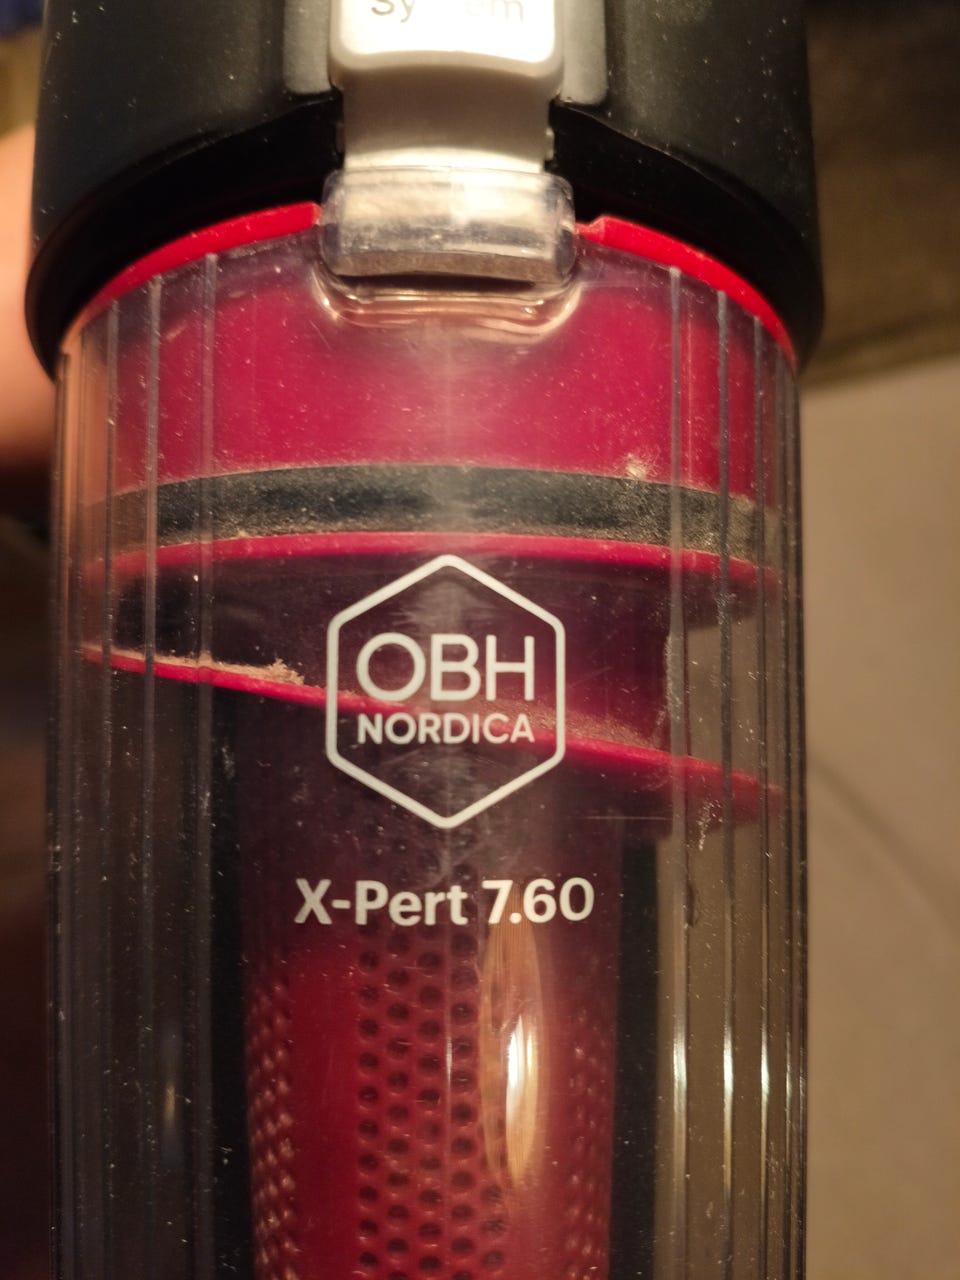 OBH
NORDICA
X-Pert 7.60